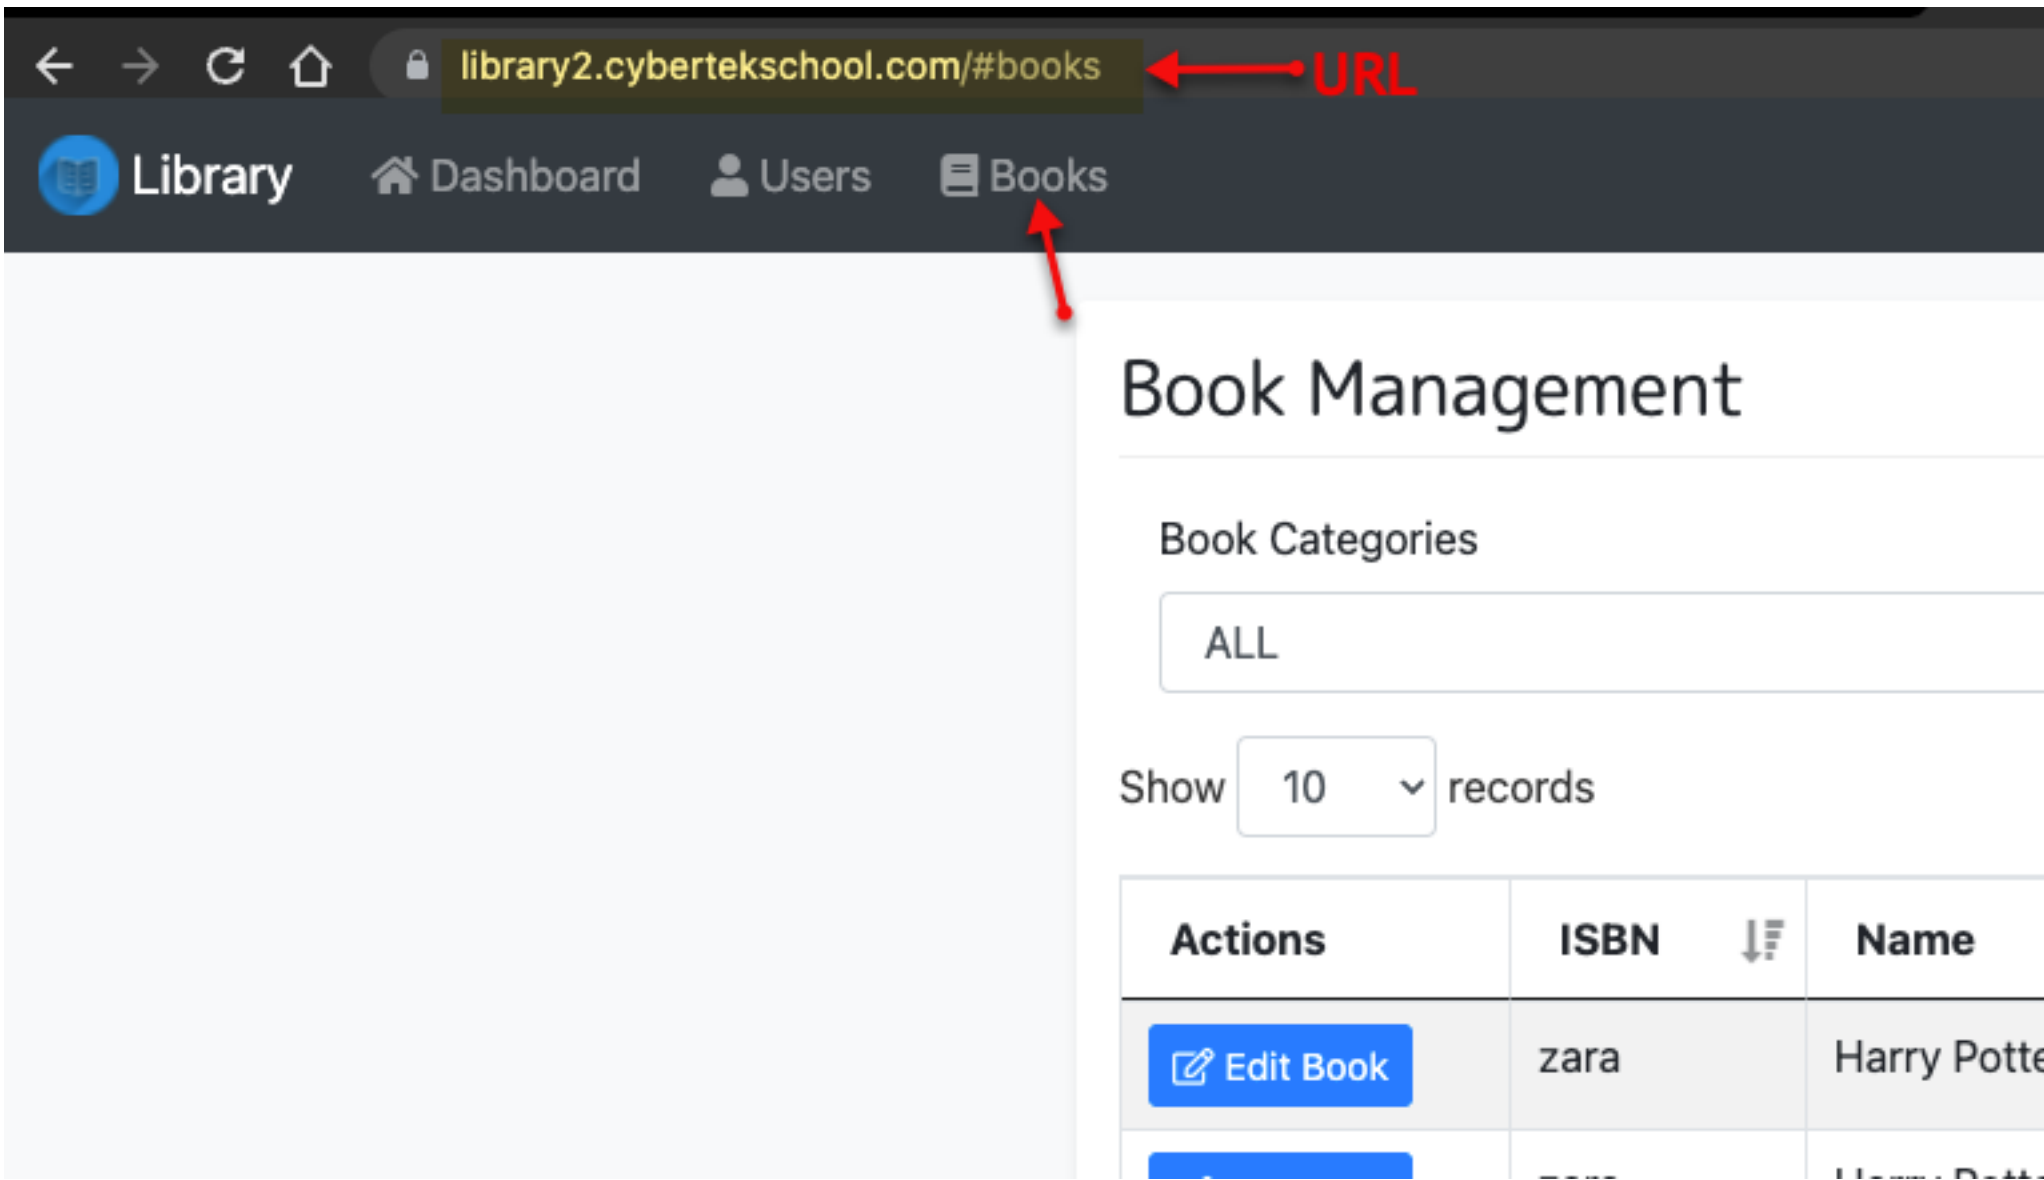 library2.cybertekschool.com/#books URL
Library Dashboard Users Books
Book Management
Book Categories
ALL
Show 10 records
Actions ISBN Name
Edit Book zara Harry